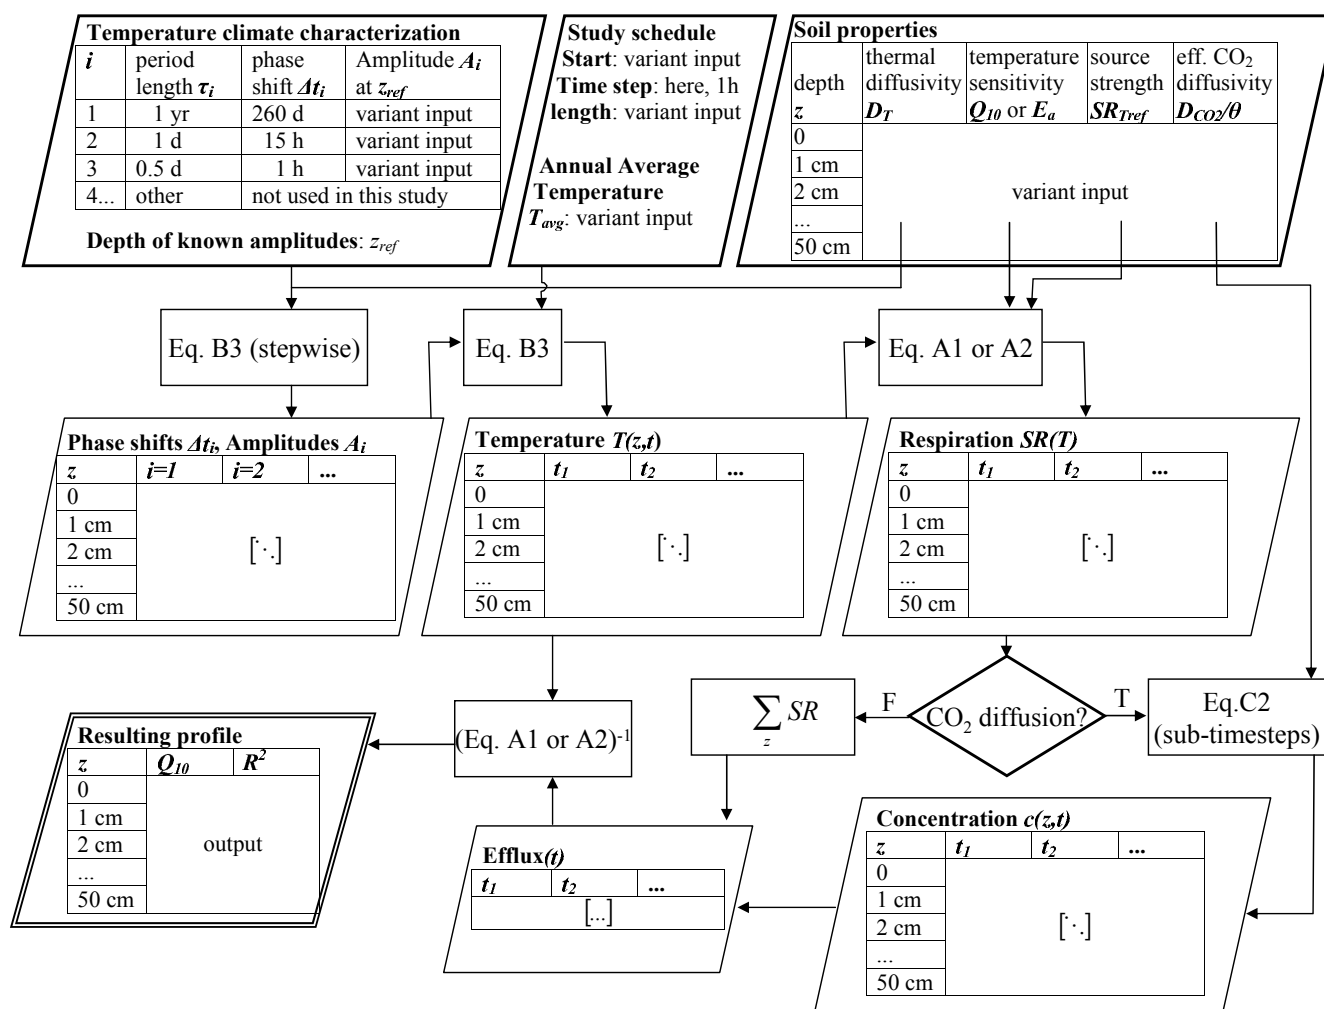 Temperature climate characterization
i period length τi phase shift Δti Amplitude Ai at zref
1 1 yr 260 d variant input
2 1 d 15 h variant input
3 0.5 d 1 h variant input
4... other not used in this study
Depth of known amplitudes: zref
Study schedule
Start: variant input
Time step: here, 1h
length: variant input
Annual Average
Temperature
Tavg: variant input
Soil properties
depth z thermal diffusivity DT temperature sensitivity Q10 or Ea source strength SRTref eff. CO2 diffusivity DCO2/θ
0
1 cm
2 cm
...
50 cm
variant input
Eq. B3 (stepwise)
Eq. B3
Eq. A1 or A2
Phase shifts Δti, Amplitudes Ai
z i=1 i=2 ...
0
1 cm
2 cm
...
50 cm
[⋱]
Temperature T(z,t)
z t1 t2 ...
0
1 cm
2 cm
...
50 cm
[⋱]
Respiration SR(T)
z t1 t2 ...
0
1 cm
2 cm
...
50 cm
[⋱]
Resulting profile
z Q10 R2
0
1 cm
2 cm
...
50 cm
output
(Eq. A1 or A2)-1
∑z SR
F
CO2 diffusion?
T
Eq.C2
(sub-timesteps)
Efflux(t)
t1 t2 ...
[...]
Concentration c(z,t)
z t1 t2 ...
0
1 cm
2 cm
...
50 cm
[⋱]